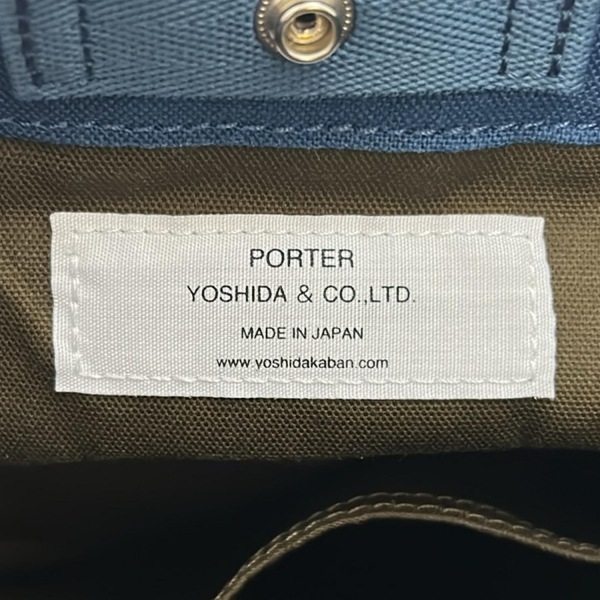 PORTER
YOSHIDA & CO.,LTD.
MADE IN JAPAN
www.yoshidakaban.com